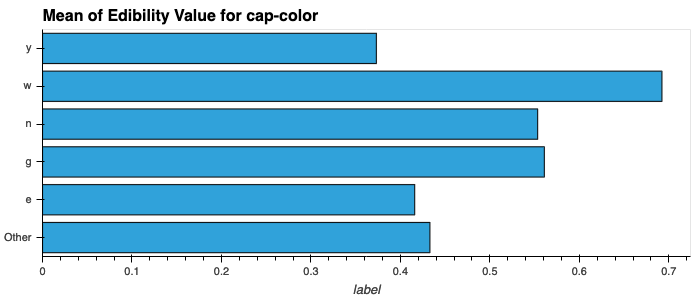 Mean of Edibility Value for cap-color
y
w
n
g
e
Other
0 0.1 0.2 0.3 0.4 0.5 0.6 0.7
label